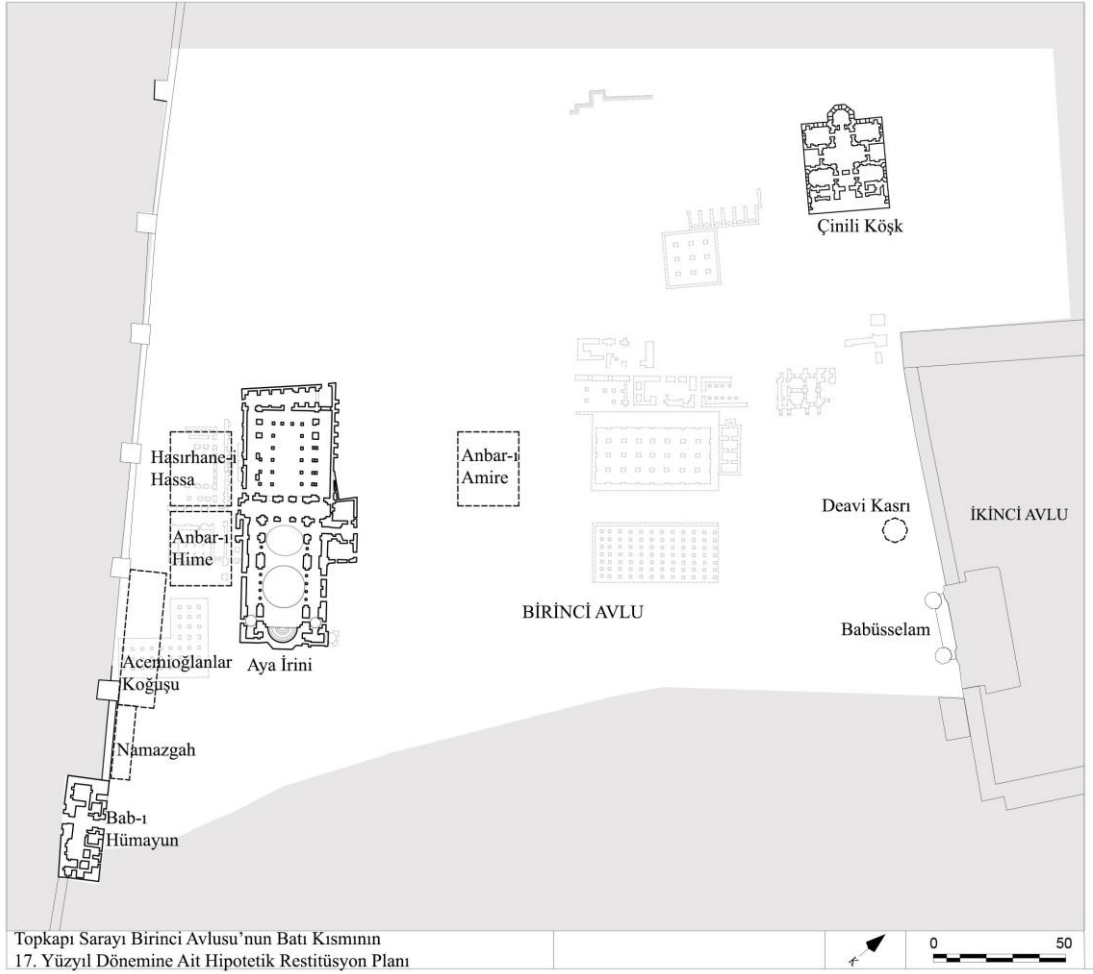 Çinili Köşk
Hasırhane-i
Hassa
Anbar-ı
Amire
Deavi Kasrı
İKİNCİ AVLU
Anbar-ı
Hime
BİRİNCİ AVLU
Babüsselam
Acemioğlanlar
Koğuşu
Aya İrini
Namazgah
Bab-ı
Hümayun
Topkapı Sarayı Birinci Avlusu'nun Batı Kısmının
17. Yüzyıl Dönemine Ait Hipotetik Restitüsyon Planı
K
0 50